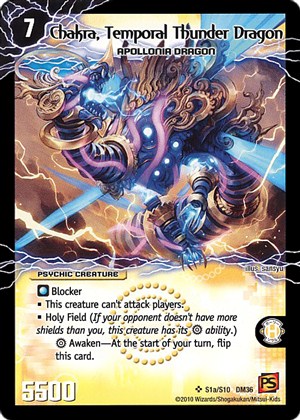 7
Chakra, Temporal Thunder Dragon
APOLLONIA DRAGON
illus. sansyu
PSYCHIC CREATURE
Blocker
• This creature can't attack players.
• Holy Field (If your opponent doesn't have more
shields than you, this creature has its ability.)
Awaken—At the start of your turn, flip
this card.
5500
S1a/S10 DM36
PS
©2010 Wizards/Shogakukan/Mitsui-Kids